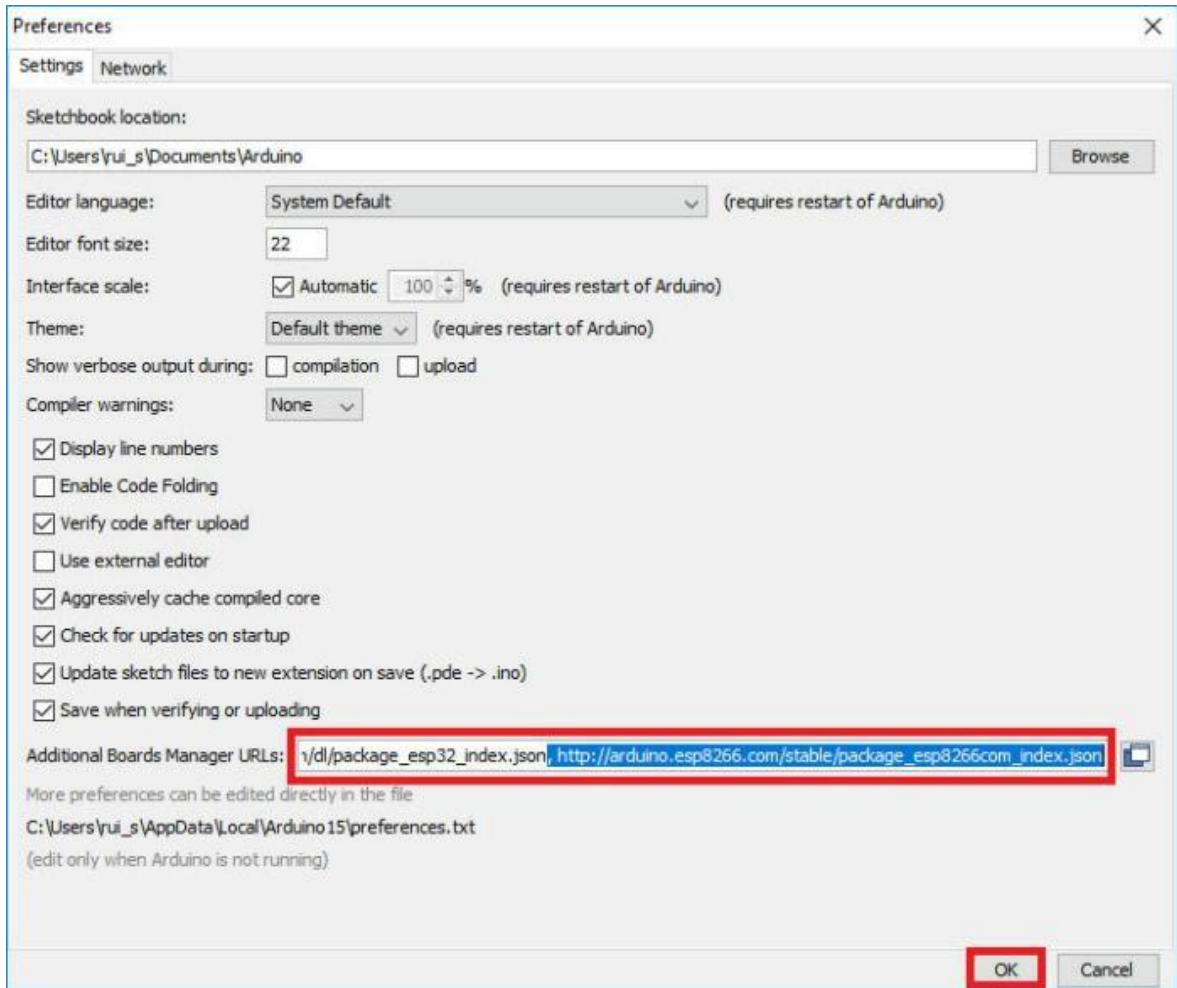 Preferences
Settings Network
Sketchbook location:
C:\Users\rui_s\Documents\Arduino Browse
Editor language: System Default (requires restart of Arduino)
Editor font size: 22
Interface scale: Automatic 100 % (requires restart of Arduino)
Theme: Default theme (requires restart of Arduino)
Show verbose output during: compilation upload
Compiler warnings: None
Display line numbers
Enable Code Folding
Verify code after upload
Use external editor
Aggressively cache compiled core
Check for updates on startup
Update sketch files to new extension on save (.pde -> .ino)
Save when verifying or uploading
Additional Boards Manager URLs: /dl/package_esp32_index.json, http://arduino.esp8266.com/stable/package_esp8266com_index.json
More preferences can be edited directly in the file
C:\Users\rui_s\AppData\Local\Arduino15\preferences.txt
(edit only when Arduino is not running)
OK Cancel